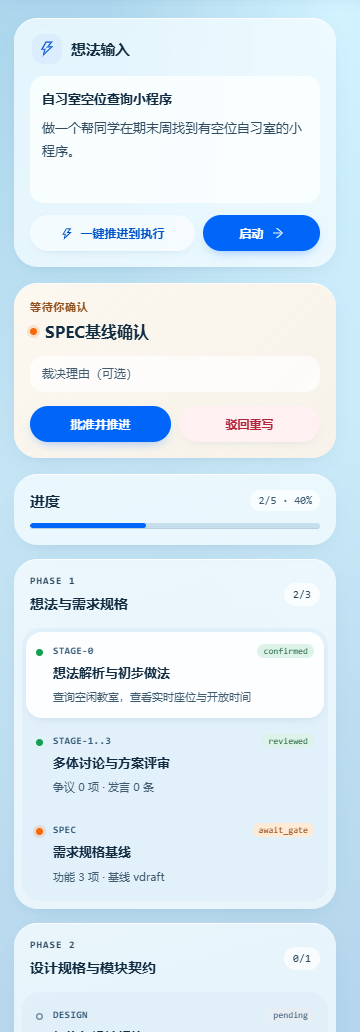 想法输入
自习室空位查询小程序
做一个帮同学在期末周找到有空位自习室的小
程序。
一键推进到执行
启动 →
等待你确认
SPEC基线确认
裁决理由（可选）
批准并推进
驳回重写
进度
2/5 · 40%
PHASE 1
想法与需求规格
2/3
STAGE-0
confirmed
想法解析与初步做法
查询空闲教室，查看实时座位与开放时间
STAGE-1..3
reviewed
多体讨论与方案评审
争议 0 项 · 发言 0 条
SPEC
await_gate
需求规格基线
功能 3 项 · 基线 vdraft
PHASE 2
设计规格与模块契约
0/1
DESIGN
pending